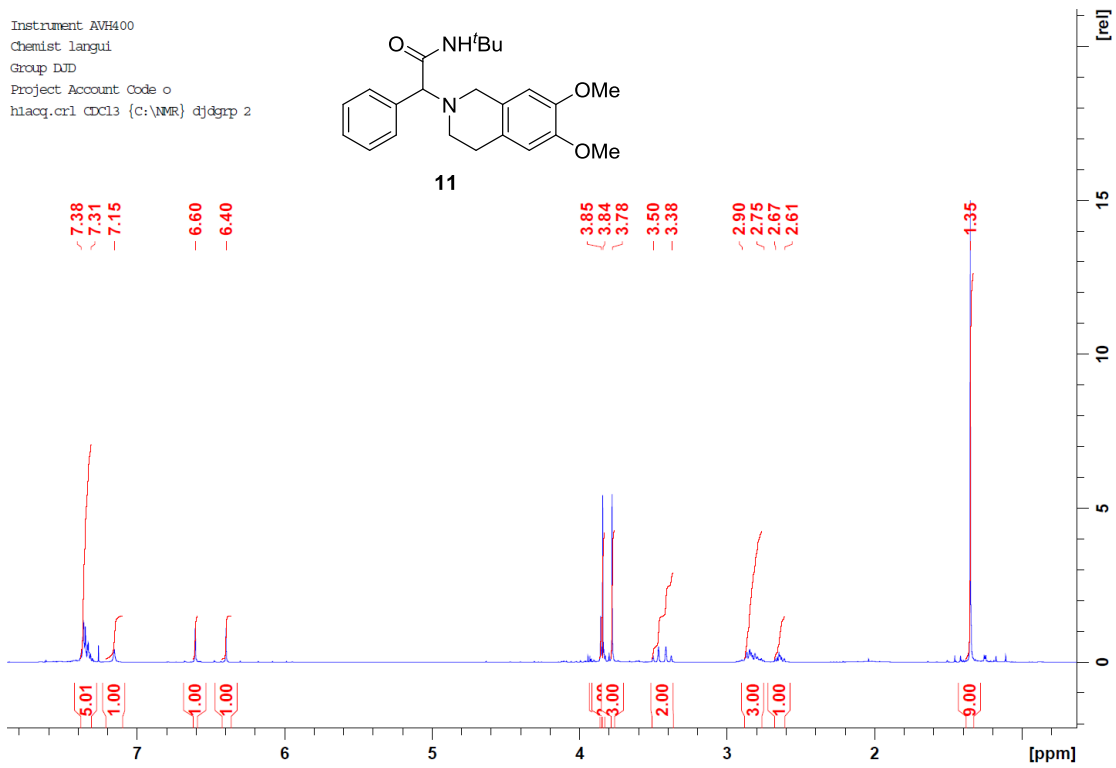 Instrument AVH400
Chemist langui
Group DJD
Project Account Code o
h1acq.crl CDCl3 {C:\NMR} djdgrp 2
O
NHᵗBu
N
OMe
OMe
11
7.38
7.31
7.15
6.60
6.40
3.85
3.84
3.78
3.50
3.38
2.90
2.75
2.67
2.61
1.35
[rel]
15
10
5
0
5.01
1.00
1.00
1.00
3.00
2.00
3.00
1.00
9.00
7
6
5
4
3
2
[ppm]